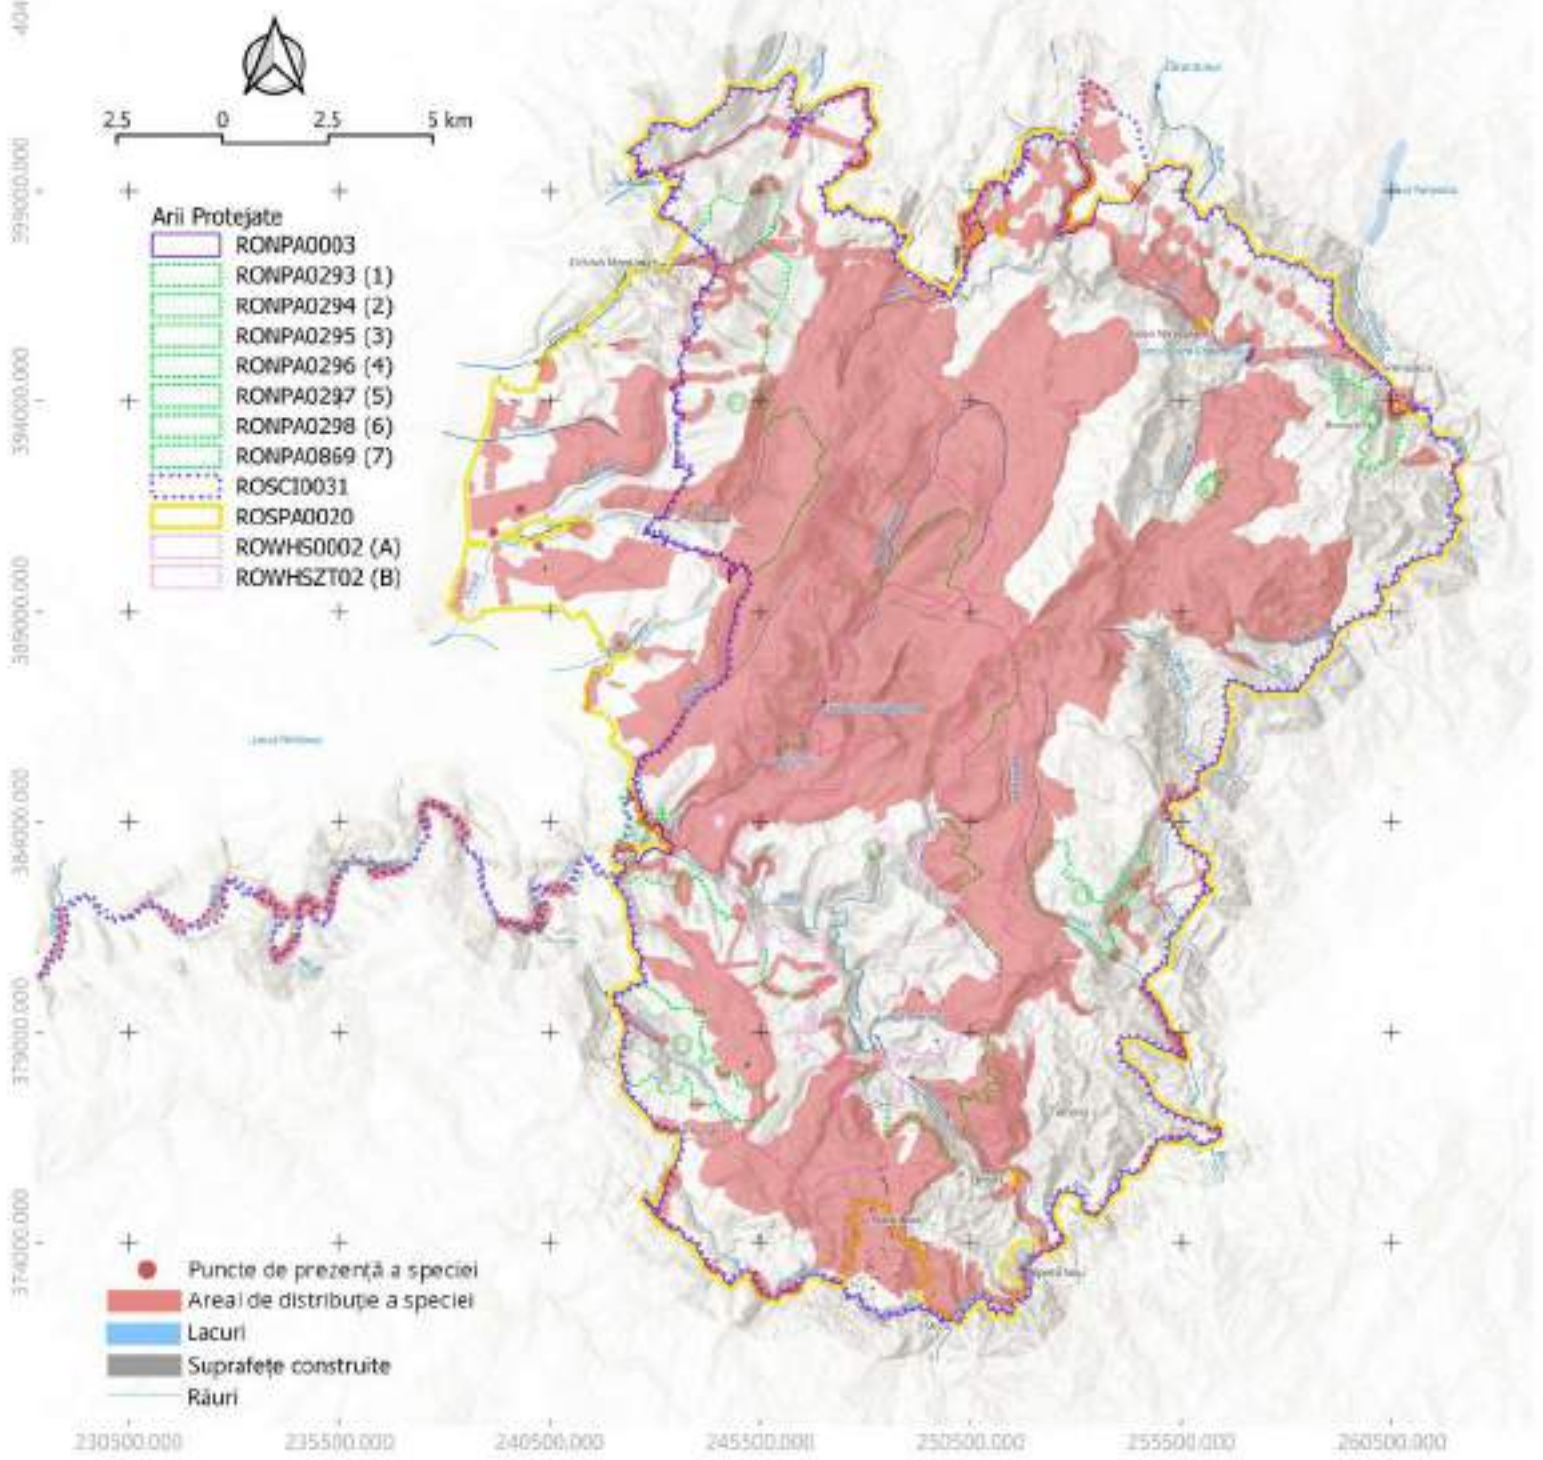 2.5 0 2.5 5 km
Arii Protejate
RONPA0003
RONPA0293 (1)
RONPA0294 (2)
RONPA0295 (3)
RONPA0296 (4)
RONPA0297 (5)
RONPA0298 (6)
RONPA0869 (7)
ROSCI0031
ROSPA0020
ROWHS0002 (A)
ROWHSZT02 (B)
Puncte de prezență a speciei
Areal de distribuție a speciei
Lacuri
Suprafețe construite
Râuri
404
399000.000
394000.000
389000.000
384000.000
379000.000
374000.000
230500.000 235500.000 240500.000 245500.000 250500.000 255500.000 260500.000